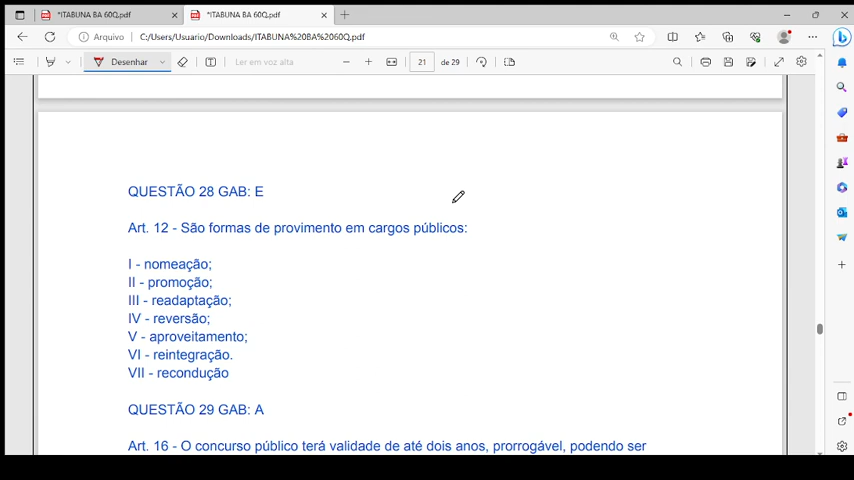 *ITABUNA BA 60Q.pdf
*ITABUNA BA 60Q.pdf
Arquivo
C:/Users/Usuario/Downloads/ITABUNA%20BA%2060Q.pdf
Desenhar
Ler em voz alta
21
de 29
QUESTÃO 28 GAB: E
Art. 12 - São formas de provimento em cargos públicos:
I - nomeação;
II - promoção;
III - readaptação;
IV - reversão;
V - aproveitamento;
VI - reintegração.
VII - recondução
QUESTÃO 29 GAB: A
Art. 16 - O concurso público terá validade de até dois anos, prorrogável, podendo ser